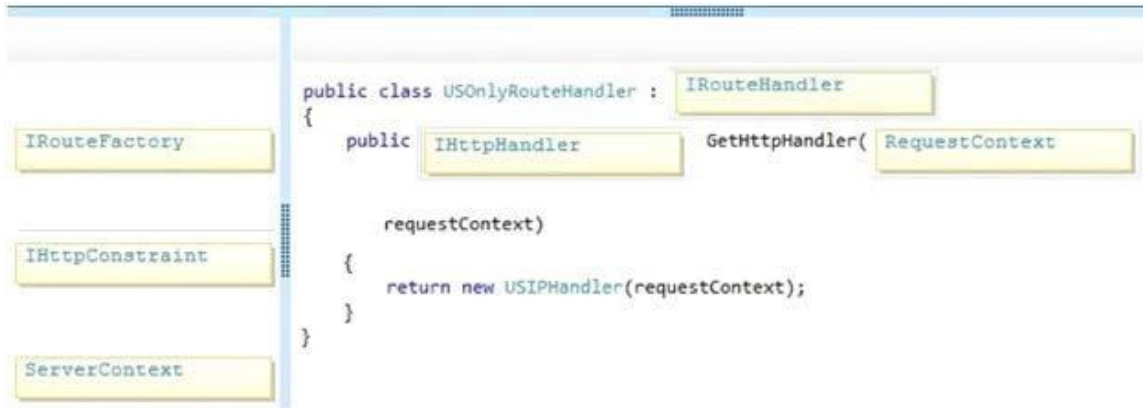 public class USOnlyRouteHandler : IRouteHandler
{
IRouteFactory
public IHttpHandler GetHttpHandler( RequestContext
requestContext)
IHttpConstraint
{
return new USIPHandler(requestContext);
}
}
ServerContext